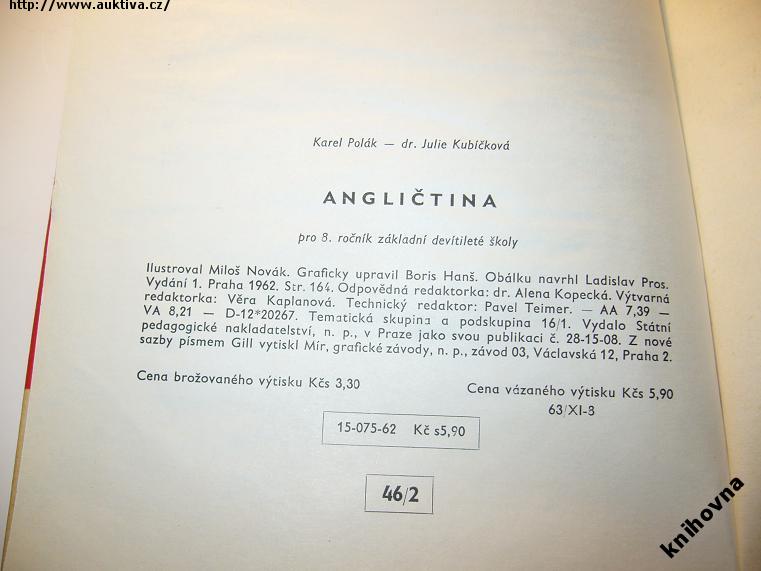 http://www.auktiva.cz/
Karel Polák — dr. Julie Kubíčková
ANGLIČTINA
pro 8. ročník základní devítileté školy
Ilustroval Miloš Novák. Graficky upravil Boris Hanš. Obálku navrhl Ladislav Pros.
Vydání 1. Praha 1962. Str. 164. Odpovědná redaktorka: dr. Alena Kopecká. Výtvarná
redaktorka: Věra Kaplanová. Technický redaktor: Pavel Teimer. — AA 7,39 —
VA 8,21 — D-12*20267. Tematická skupina a podskupina 16/1. Vydalo Státní
pedagogické nakladatelství, n. p., v Praze jako svou publikaci č. 28-15-08. Z nové
sazby písmem Gill vytiskl Mír, grafické závody, n. p., závod 03, Václavská 12, Praha 2.
Cena brožovaného výtisku Kčs 3,30
Cena vázaného výtisku Kčs 5,90
63/XI-3
15-075-62 Kč s5,90
46/2
knihovna